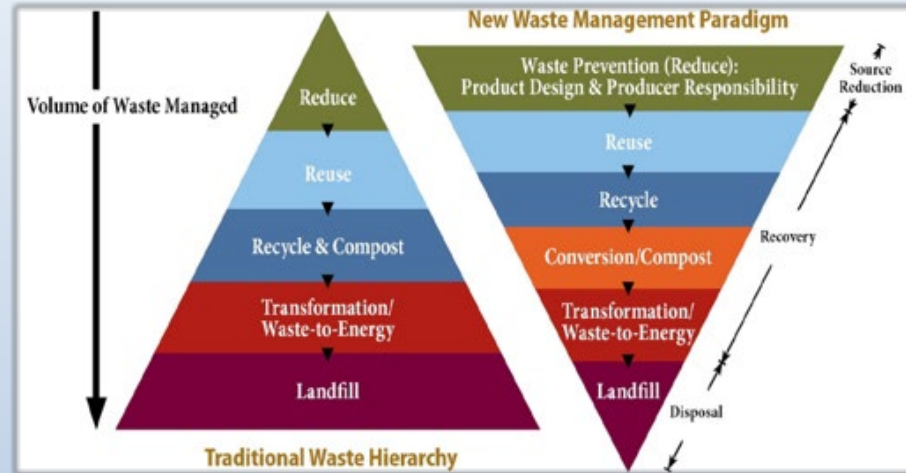 New Waste Management Paradigm
Volume of Waste Managed
Reduce
Reuse
Recycle & Compost
Transformation/
Waste-to-Energy
Landfill
Traditional Waste Hierarchy
Waste Prevention (Reduce):
Product Design & Producer Responsibility
Reuse
Recycle
Conversion/Compost
Transformation/
Waste-to-Energy
Landfill
Source
Reduction
Recovery
Disposal